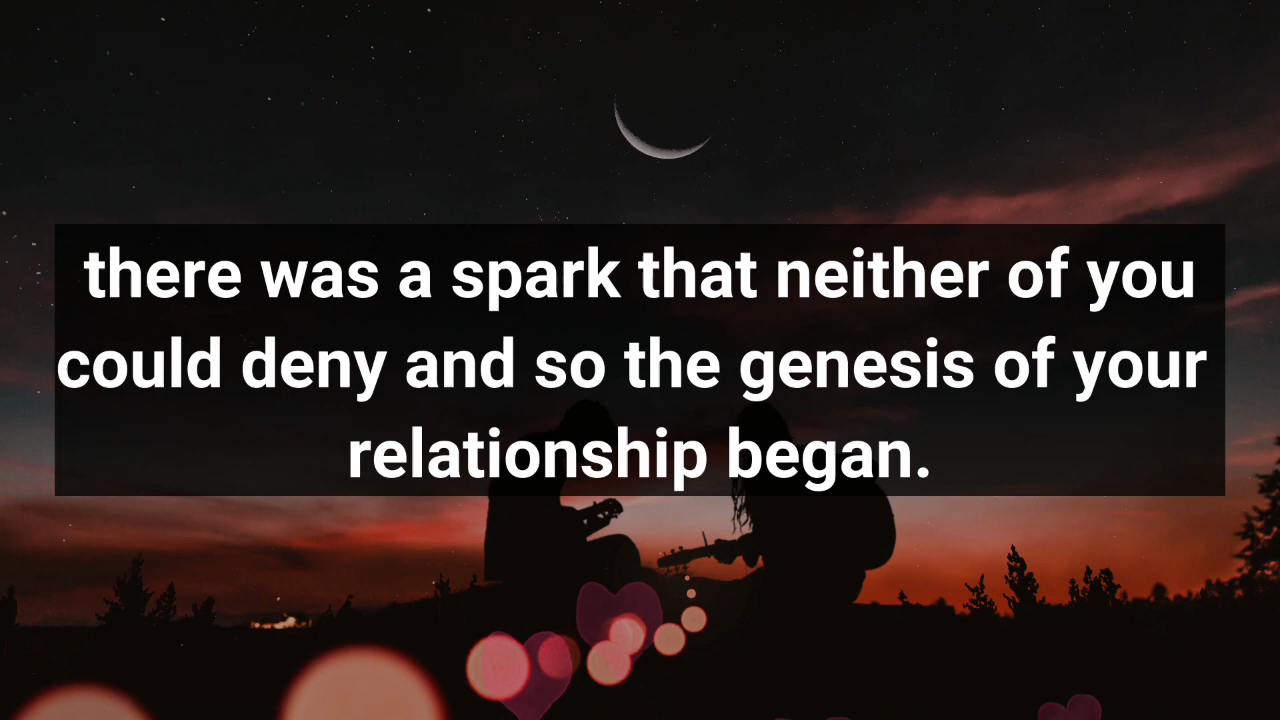 there was a spark that neither of you
could deny and so the genesis of your
relationship began.